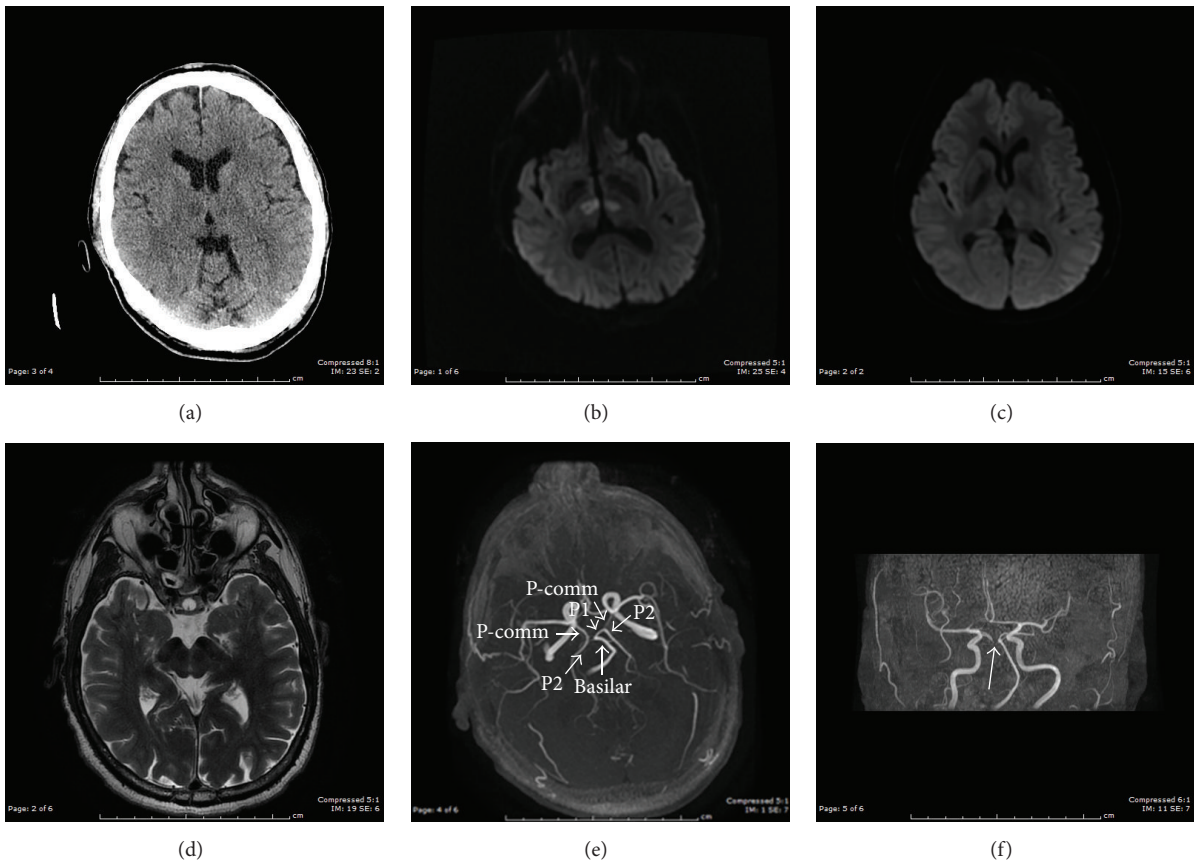 Page: 3 of 4
Compressed 8:1
IM: 23 SE: 2
cm
(a)
Page: 1 of 6
Compressed 5:1
IM: 25 SE: 4
cm
(b)
Page: 2 of 2
Compressed 5:1
IM: 15 SE: 6
cm
(c)
Page: 2 of 6
Compressed 5:1
IM: 19 SE: 6
cm
(d)
P-comm
P1
P2
P-comm
P2
Basilar
Page: 4 of 6
Compressed 5:1
IM: 1 SE: 7
cm
(e)
Page: 5 of 6
Compressed 6:1
IM: 11 SE: 7
cm
(f)